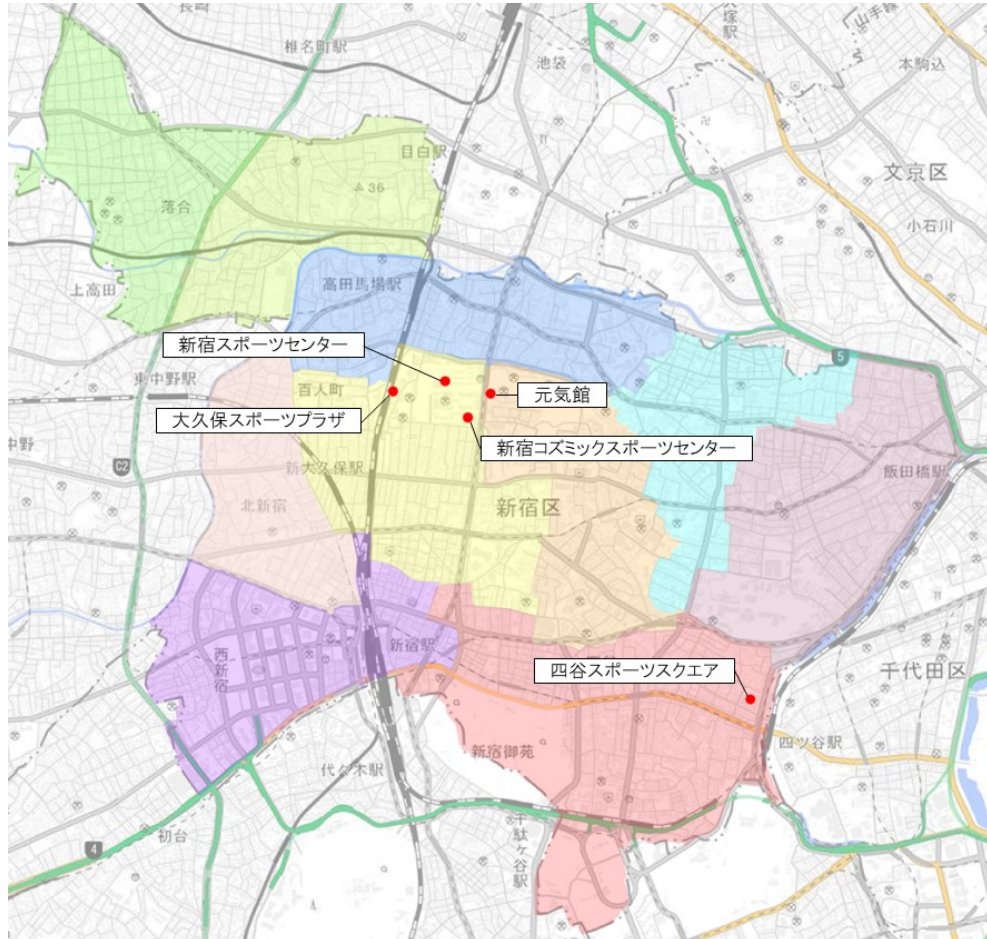 長崎
椎名町駅
池袋
大塚駅
山手線
本駒込
目白駅
36
文京区
落合
小石川
上高田
高田馬場駅
新宿スポーツセンター
5
東中野駅
百人町
元気館
大久保スポーツプラザ
新宿コズミックスポーツセンター
中野
C2
新大久保駅
飯田橋駅
北新宿
新宿区
新宿駅
西新宿
四谷スポーツスクエア
千代田区
四ツ谷駅
新宿御苑
代々木駅
初台
千駄ケ谷駅
4